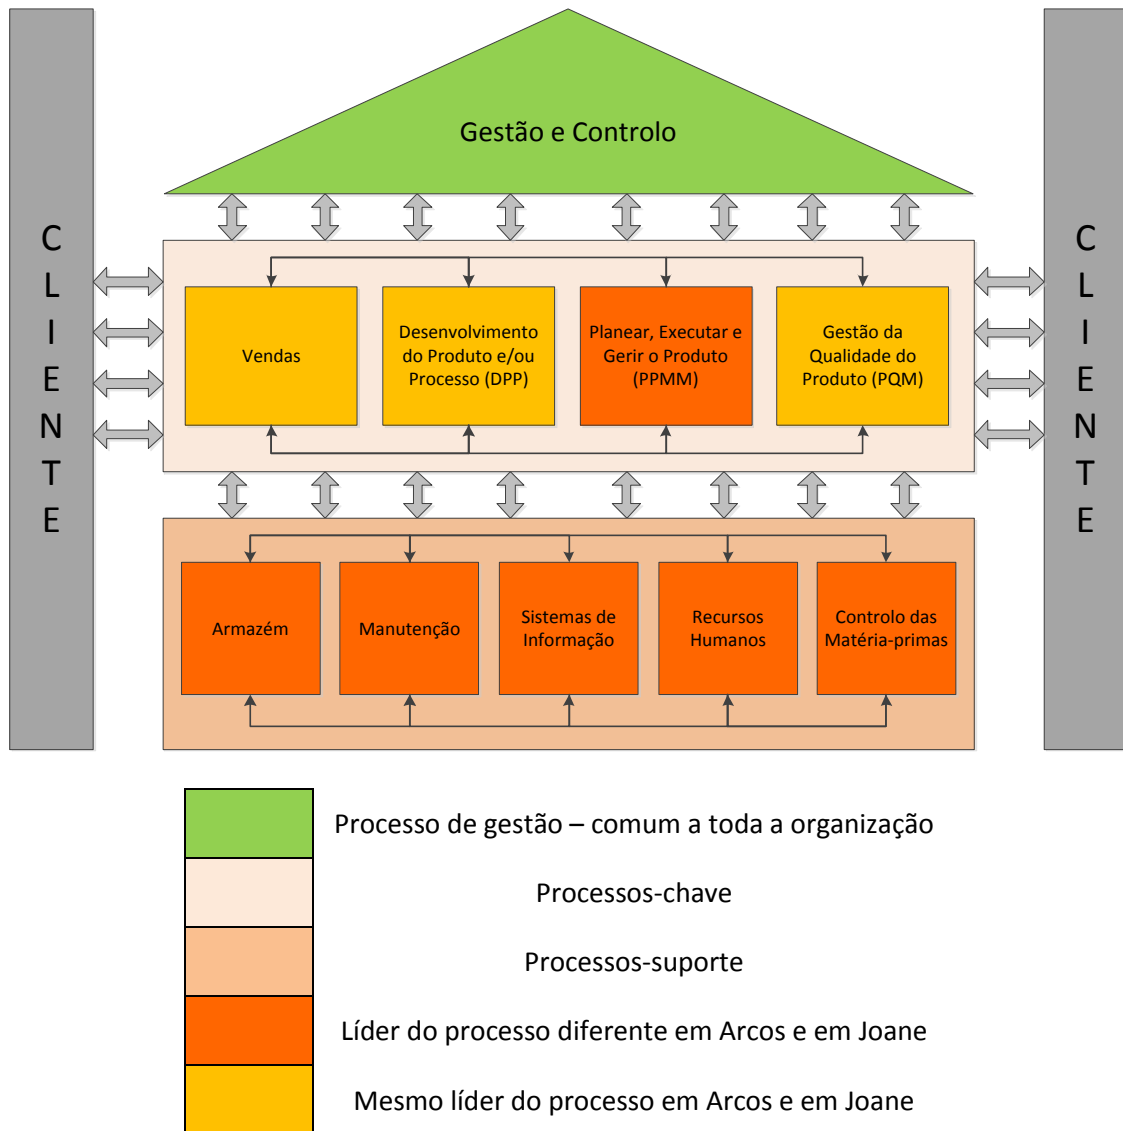 Gestão e Controlo
C
L
I
E
N
T
E
Vendas
Desenvolvimento
do Produto e/ou
Processo (DPP)
Planear, Executar e
Gerir o Produto
(PPMM)
Gestão da
Qualidade do
Produto (PQM)
C
L
I
E
N
T
E
Armazém
Manutenção
Sistemas de
Informação
Recursos
Humanos
Controlo das
Matéria-primas
Processo de gestão – comum a toda a organização
Processos-chave
Processos-suporte
Líder do processo diferente em Arcos e em Joane
Mesmo líder do processo em Arcos e em Joane